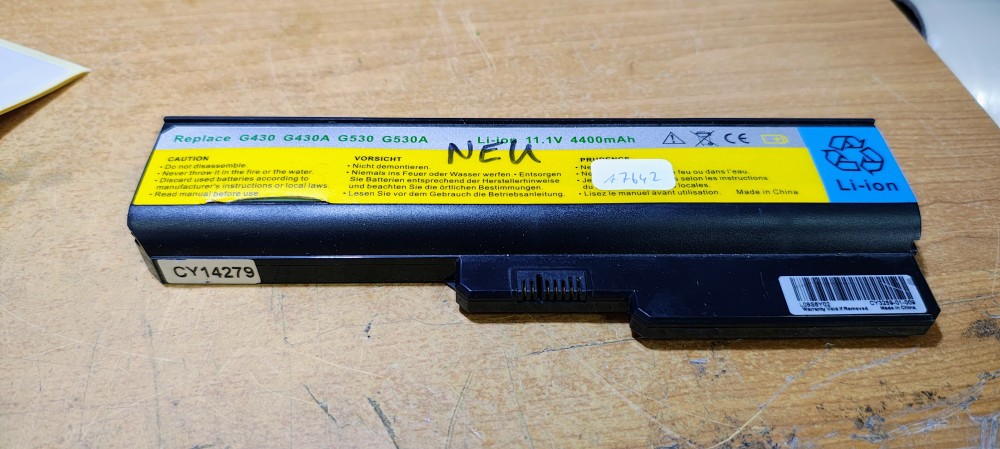 Replace G430 G430A G530 G530A Li-ion 11.1V 4400mAh
NEU
CAUTION
• Do not disassemble.
• Never throw it in the fire or the water.
• Discard used batteries according to
manufacturer's instructions or local laws.
• Read manual before use.
VORSICHT
• Nicht demontieren.
• Niemals ins Feuer oder Wasser werfen. • Entsorgen
Sie Batterien entsprechend der Herstellerhinweise
und beachten Sie die örtlichen Bestimmungen.
• Lesen Sie vor dem Gebrauch die Betriebsanleitung.
PRUDENCE
feu ou dans l'eau.
selon les instructions
locales.
• Lisez le manuel avant utilisation. Made in China
17642
Li-ion
CY14279
L08S6Y02 CY3259-01-009
Warranty Void if Removed Made in China